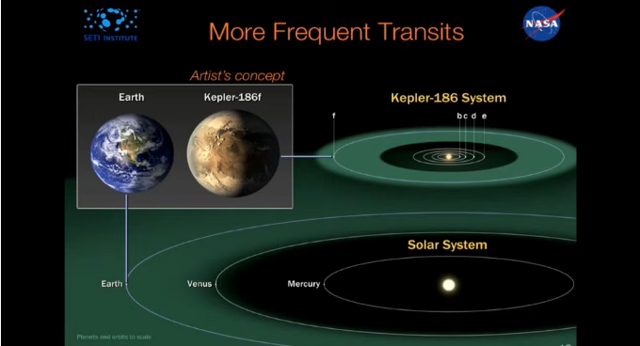 SETI INSTITUTE
More Frequent Transits
NASA
Artist's concept
Earth
Kepler-186f
Kepler-186 System
f
b c d e
Solar System
Earth
Venus
Mercury
Planets and orbits to scale